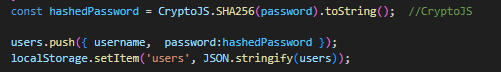 const hashedPassword = CryptoJS.SHA256(password).toString();  //CryptoJS
users.push({ username,  password:hashedPassword });
localStorage.setItem('users', JSON.stringify(users));